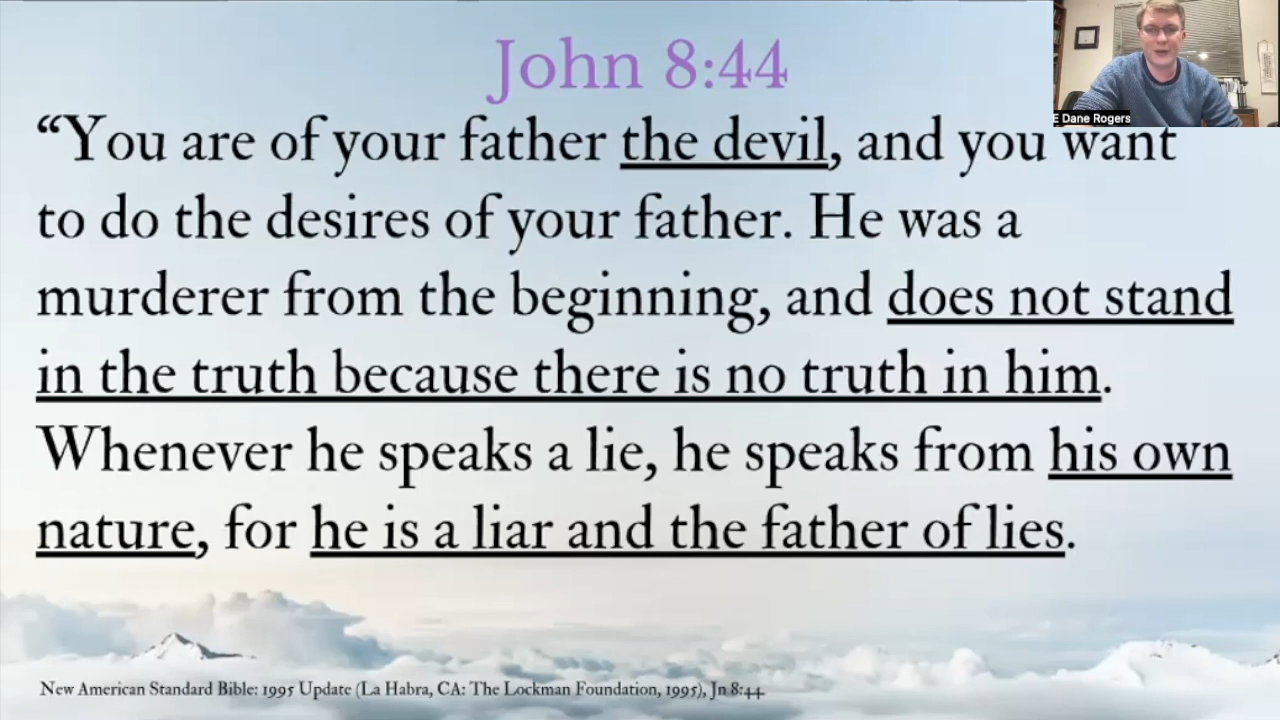 John 8:44
E Dane Rogers
“You are of your father the devil, and you want
to do the desires of your father. He was a
murderer from the beginning, and does not stand
in the truth because there is no truth in him.
Whenever he speaks a lie, he speaks from his own
nature, for he is a liar and the father of lies.
New American Standard Bible: 1995 Update (La Habra, CA: The Lockman Foundation, 1995), Jn 8:44.